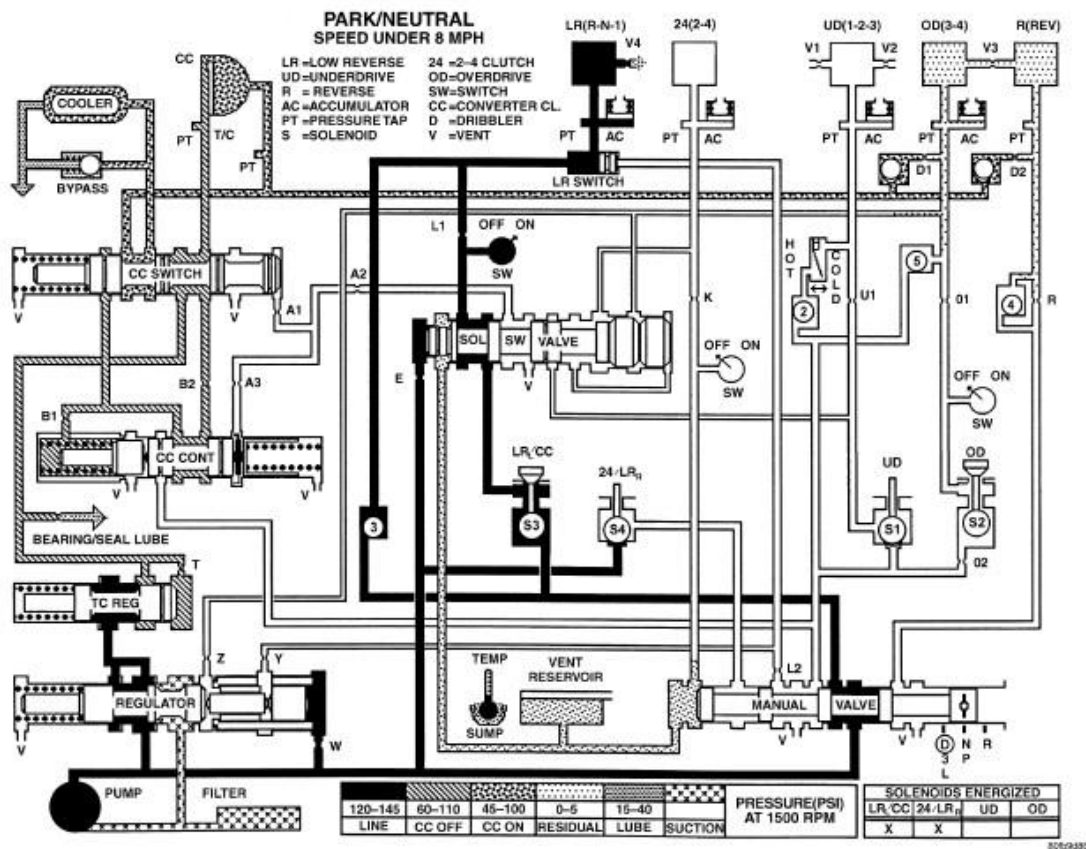 PARK/NEUTRAL
SPEED UNDER 8 MPH
LR =LOW REVERSE 24 =2-4 CLUTCH
UD=UNDERDRIVE OD=OVERDRIVE
R = REVERSE SW=SWITCH
AC=ACCUMULATOR CC=CONVERTER CL.
PT =PRESSURE TAP D =DRIBBLER
S =SOLENOID V =VENT
LR(R-N-1) 24(2-4) UD(1-2-3) OD(3-4) R(REV)
V4 V1 V2 V3
CC
COOLER
PT T/C
PT
BYPASS
PT AC PT AC PT AC PT AC PT
LR SWITCH
D1 D2
L1 OFF ON
SW
CC SWITCH
V V
A1 A2
HOT COLD
5
2
U1 O1 4 R
K
SOL SW VALVE
V
E
OFF ON
SW
OFF ON
SW
B2 A3
B1
CC CONT
V V
LR/CC 24/LRR UD OD
3 S3 S4 S1 S2
BEARING/SEAL LUBE
T
O2
TC REG
Z Y
TEMP
VENT
RESERVOIR
L2
REGULATOR
SUMP
MANUAL VALVE
V V V
W
D N R
3 P
L
PUMP FILTER
120–145 60–110 45–100 0–5 15–40
LINE CC OFF CC ON RESIDUAL LUBE SUCTION
PRESSURE(PSI)
AT 1500 RPM
SOLENOIDS ENERGIZED
LR/CC 24/LRR UD OD
X X